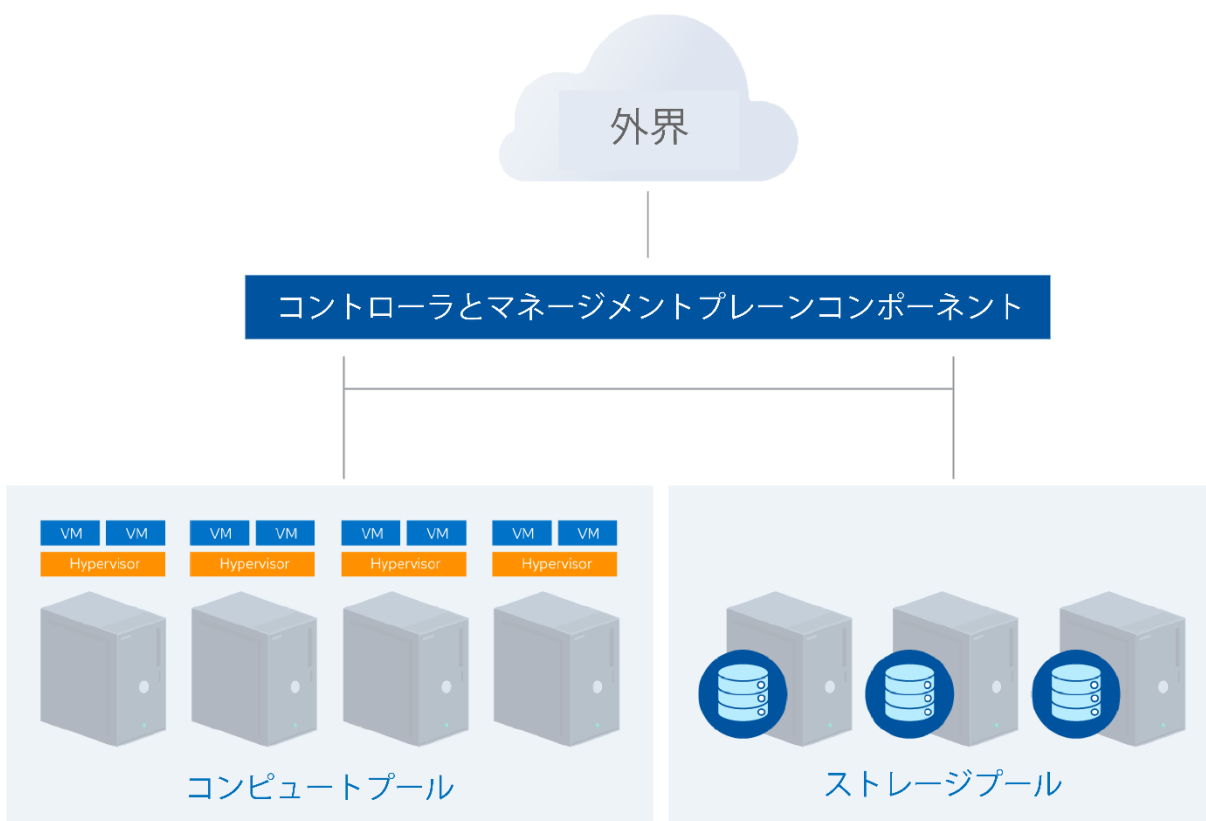 外界
コントローラとマネージメントプレーンコンポーネント
VM VM VM VM VM VM VM VM
Hypervisor Hypervisor Hypervisor Hypervisor
コンピュートプール
ストレージプール